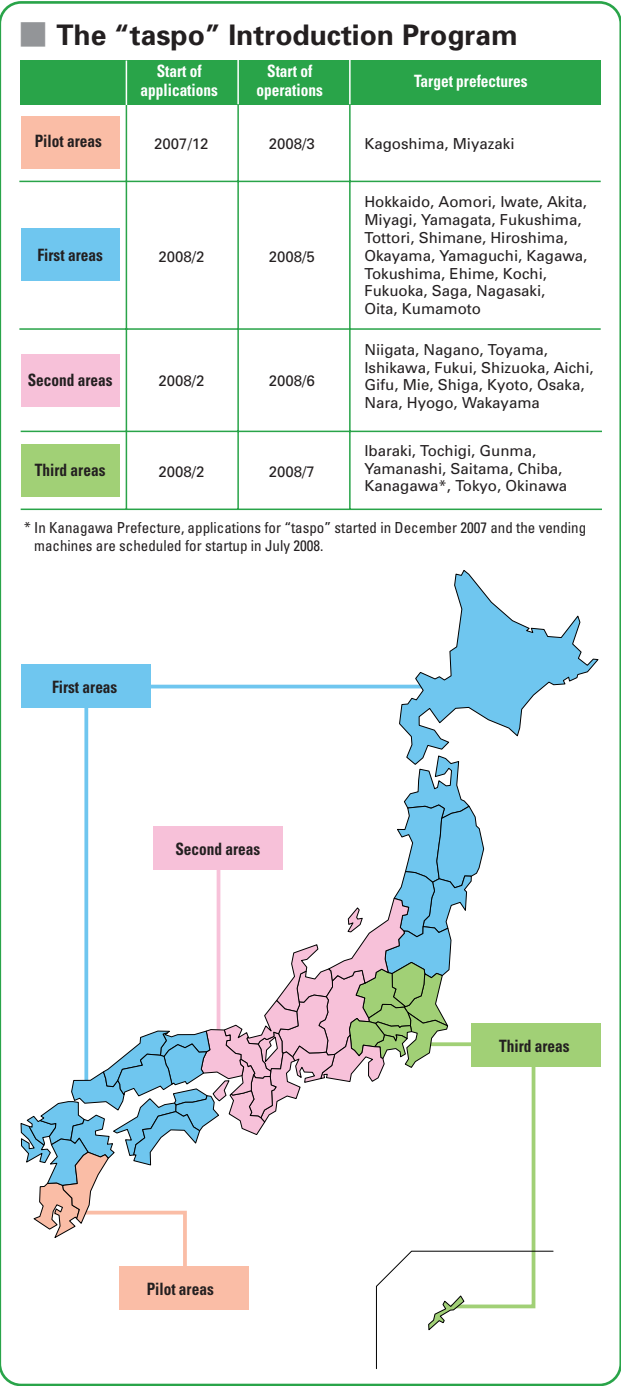 The “taspo” Introduction Program
Start of applications
Start of operations
Target prefectures
Pilot areas
2007/12
2008/3
Kagoshima, Miyazaki
First areas
2008/2
2008/5
Hokkaido, Aomori, Iwate, Akita,
Miyagi, Yamagata, Fukushima,
Tottori, Shimane, Hiroshima,
Okayama, Yamaguchi, Kagawa,
Tokushima, Ehime, Kochi,
Fukuoka, Saga, Nagasaki,
Oita, Kumamoto
Second areas
2008/2
2008/6
Niigata, Nagano, Toyama,
Ishikawa, Fukui, Shizuoka, Aichi,
Gifu, Mie, Shiga, Kyoto, Osaka,
Nara, Hyogo, Wakayama
Third areas
2008/2
2008/7
Ibaraki, Tochigi, Gunma,
Yamanashi, Saitama, Chiba,
Kanagawa*, Tokyo, Okinawa
* In Kanagawa Prefecture, applications for “taspo” started in December 2007 and the vending
machines are scheduled for startup in July 2008.
First areas
Second areas
Third areas
Pilot areas